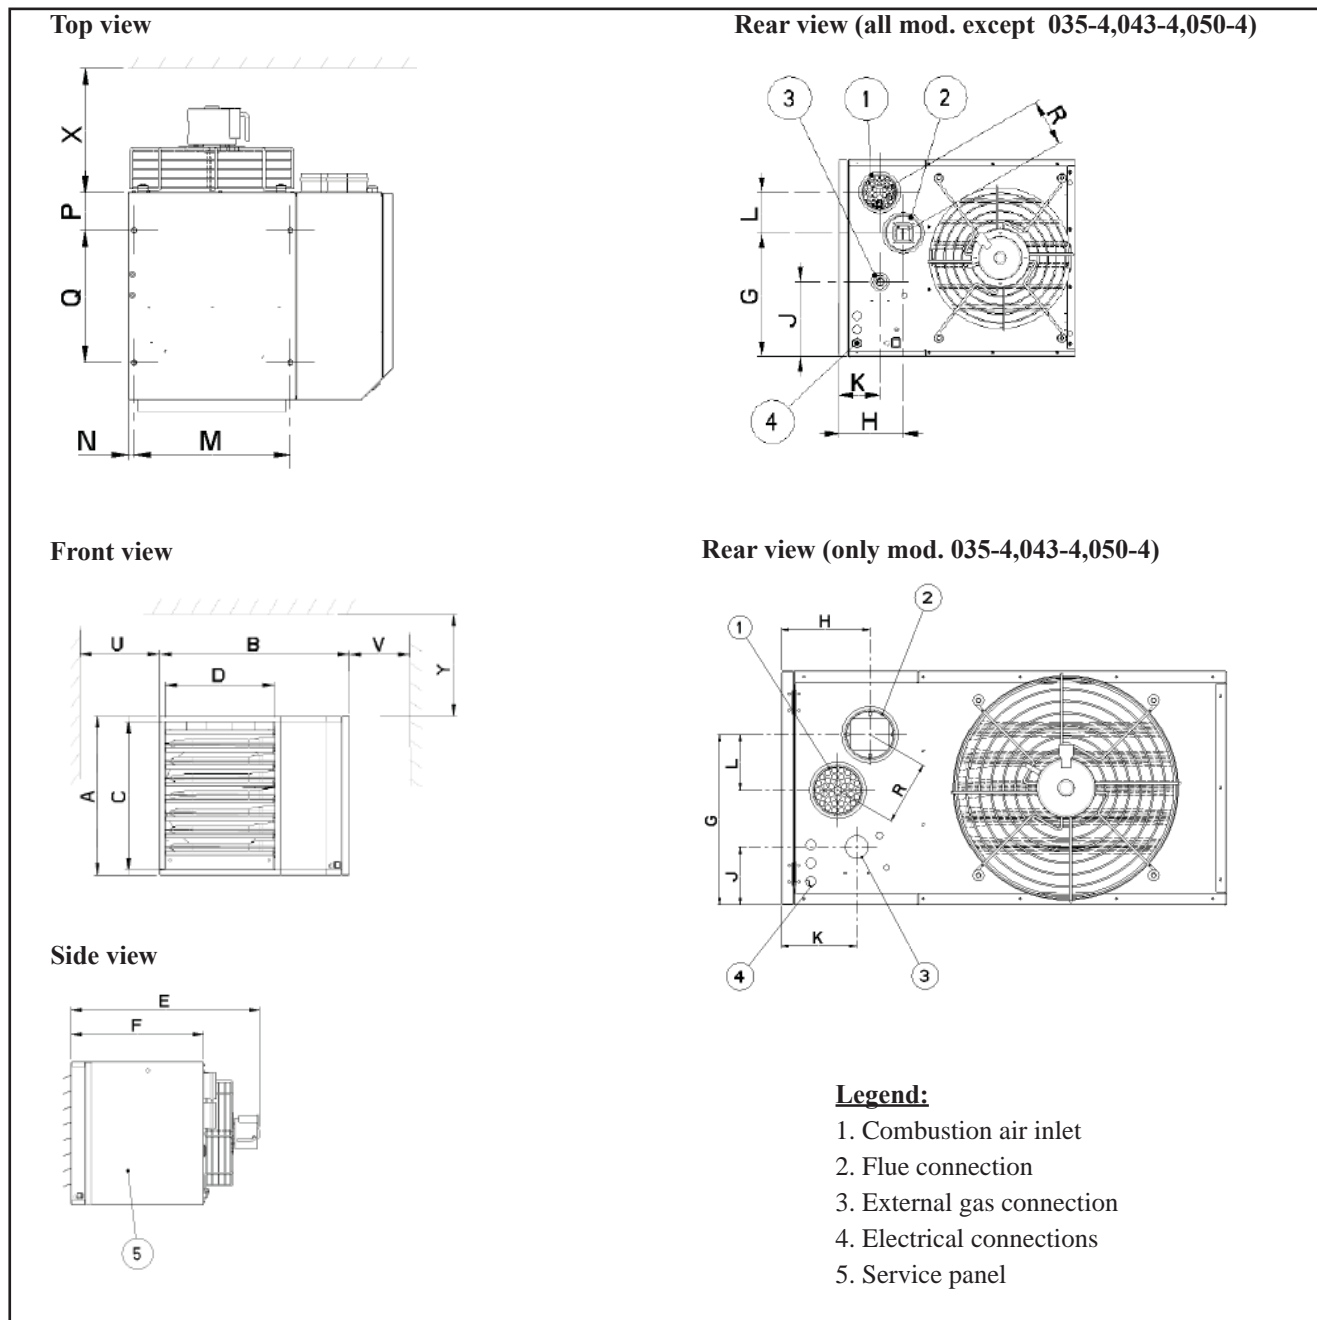 Top view
Rear view (all mod. except 035-4,043-4,050-4)
X
P
Q
N
M
3
1
2
R
L
G
J
K
H
4
Front view
Rear view (only mod. 035-4,043-4,050-4)
U
B
V
Y
D
A
C
H
2
1
L
R
G
J
K
4
3
Side view
E
F
5
Legend:
1. Combustion air inlet
2. Flue connection
3. External gas connection
4. Electrical connections
5. Service panel